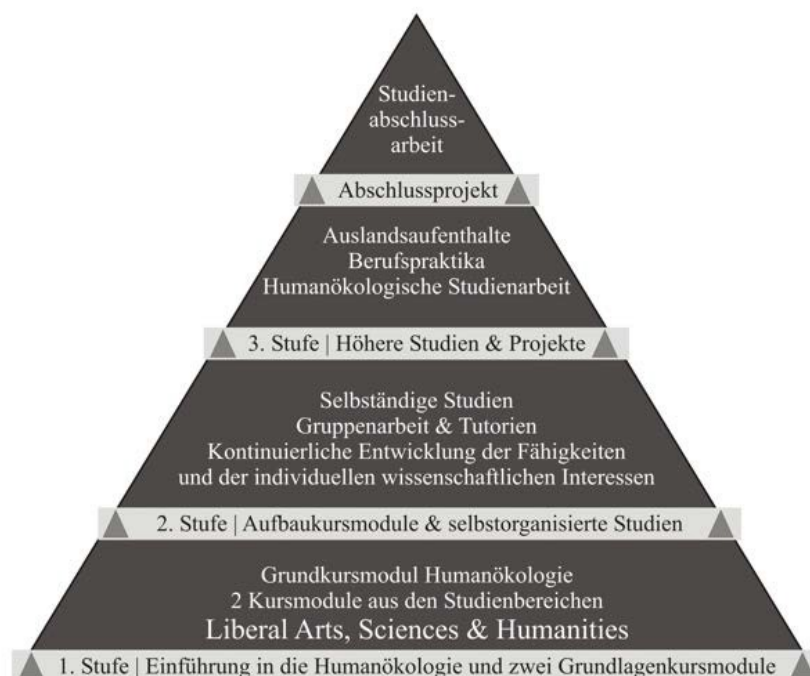 Studien-
abschluss-
arbeit
Abschlussprojekt
Auslandsaufenthalte
Berufspraktika
Humanökologische Studienarbeit
3. Stufe | Höhere Studien & Projekte
Selbständige Studien
Gruppenarbeit & Tutorien
Kontinuierliche Entwicklung der Fähigkeiten
und der individuellen wissenschaftlichen Interessen
2. Stufe | Aufbaukursmodule & selbstorganisierte Studien
Grundkursmodul Humanökologie
2 Kursmodule aus den Studienbereichen
Liberal Arts, Sciences & Humanities
1. Stufe | Einführung in die Humanökologie und zwei Grundlagenkursmodule